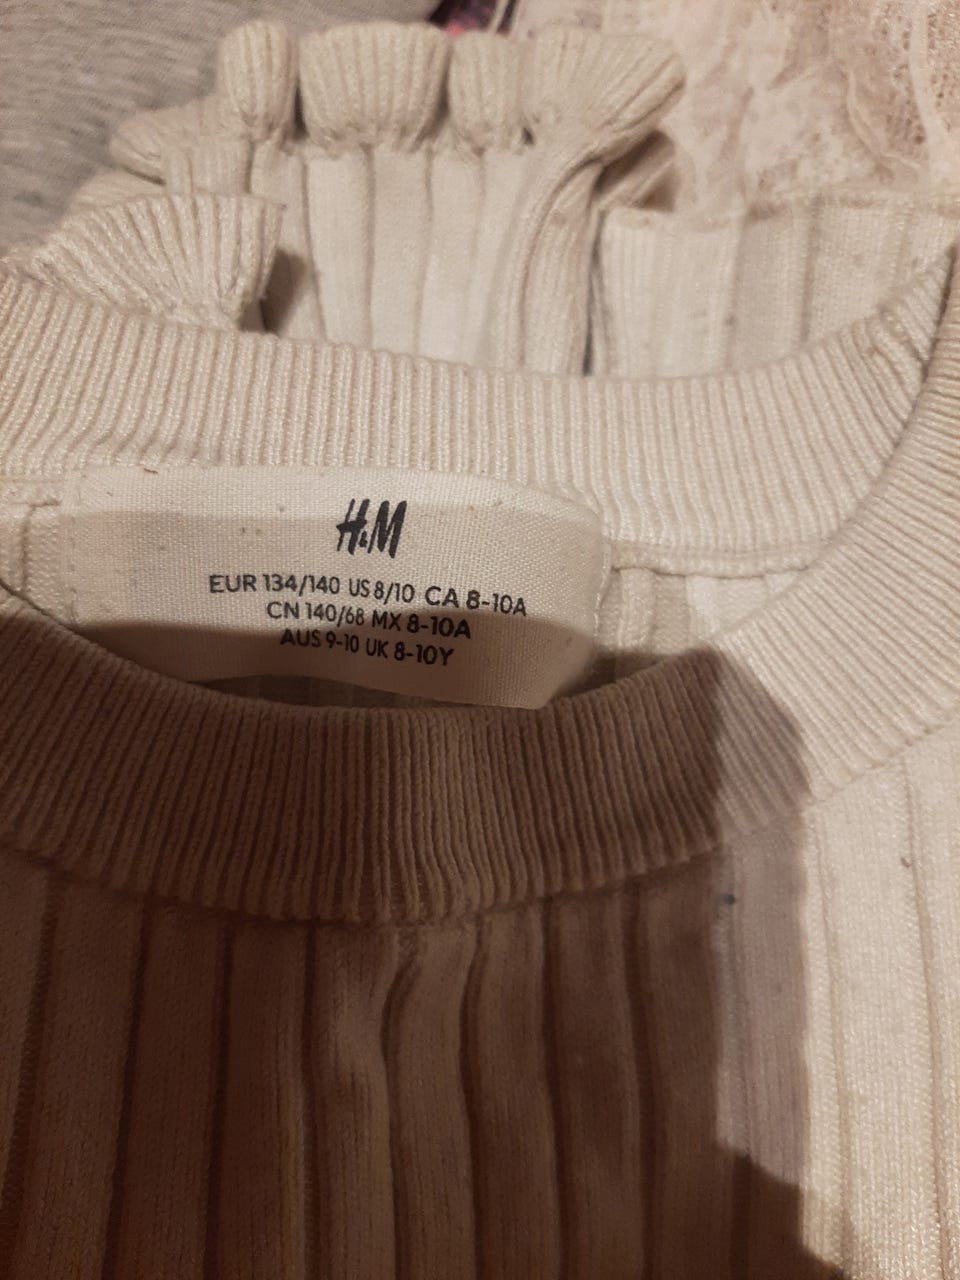 H&M
EUR 134/140 US 8/10 CA 8-10A
CN 140/68 MX 8-10A
AUS 9-10 UK 8-10Y